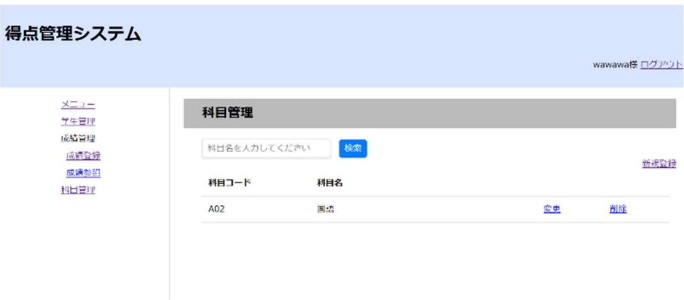 得点管理システム
wawawa様 ログアウト
メニュー
学生管理
成績管理
成績登録
成績参照
科目管理
科目管理
科目名を入力してください 検索
新規登録
科目コード 科目名
A02 国語 変更 削除